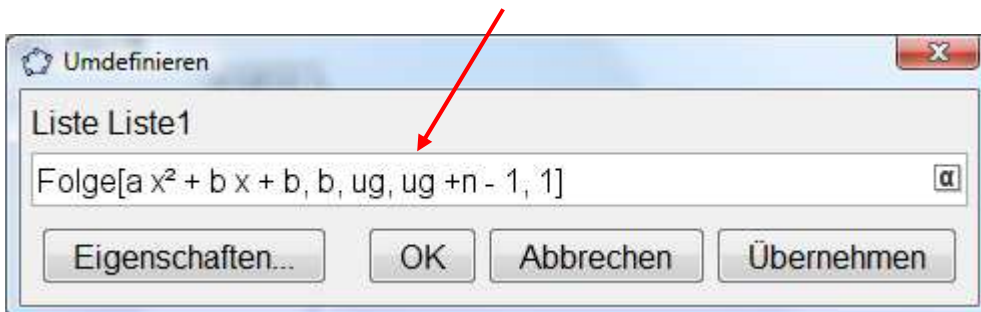 Umdefinieren
Liste Liste1
Folge[a x² + b x + b, b, ug, ug +n - 1, 1]
α
Eigenschaften... OK Abbrechen Übernehmen